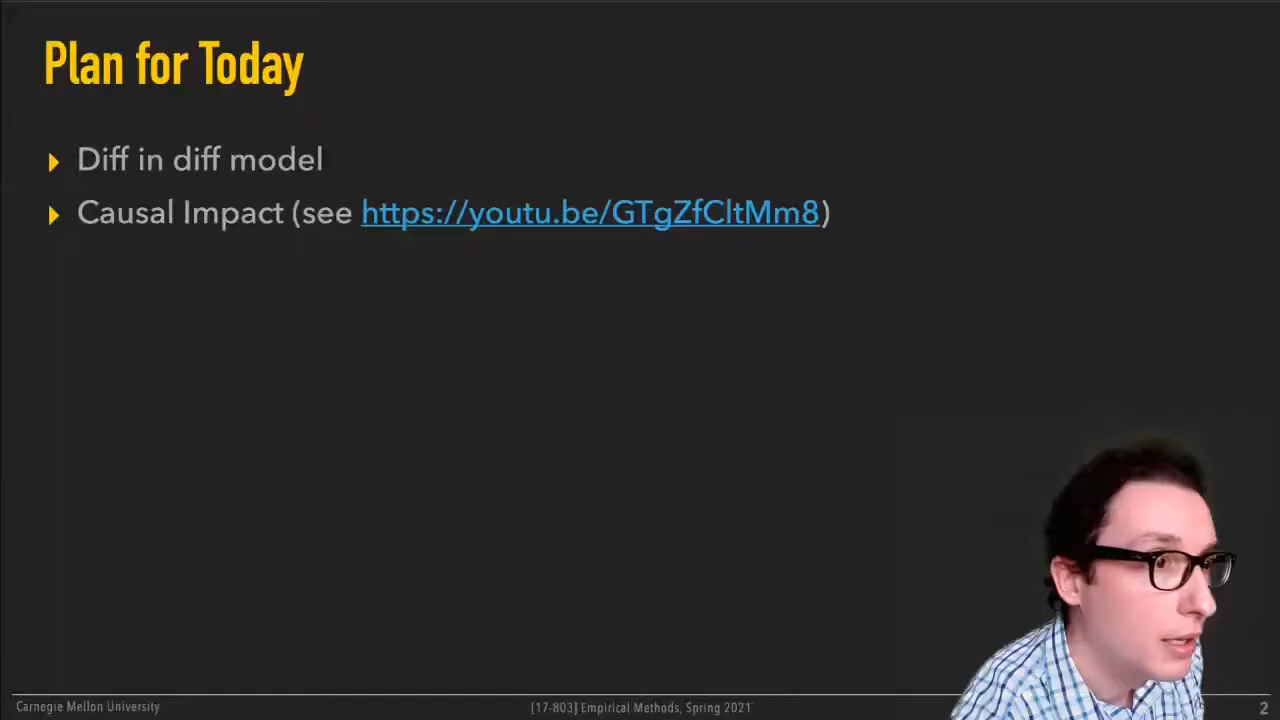 Plan for Today
Diff in diff model
Causal Impact (see https://youtu.be/GTgZfCltMm8)
Carnegie Mellon University
[17-803] Empirical Methods, Spring 2021
2